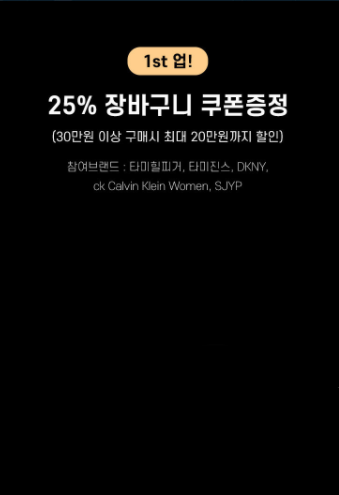 1st 업!
25% 장바구니 쿠폰증정
(30만원 이상 구매시 최대 20만원까지 할인)
참여브랜드 : 타미힐피거, 타미진스, DKNY,
ck Calvin Klein Women, SJYP